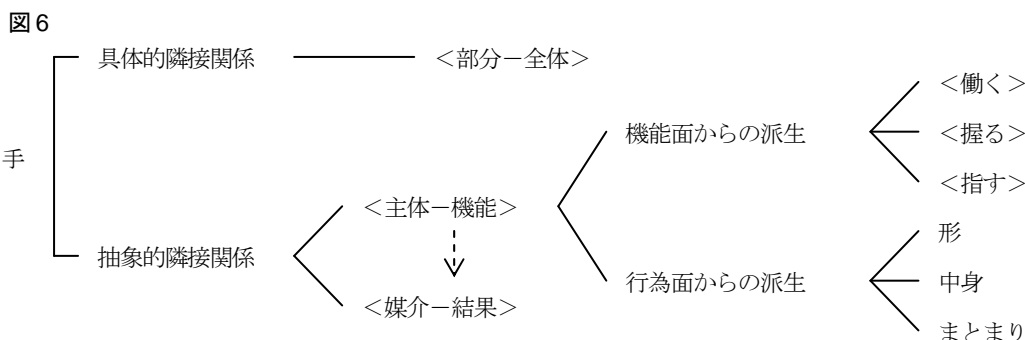 図6
具体的隣接関係 <部分-全体>
<働く>
機能面からの派生 <握る>
手
<指す>
<主体-機能>
形
抽象的隣接関係
行為面からの派生 中身
<媒介-結果>
まとまり